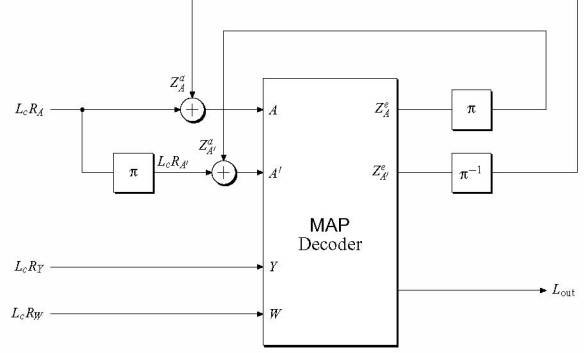 Z_A^a
L_cR_A
+
A
Z_A^e
π
Z_{A'}^a
π
L_cR_{A'}
+
A'
Z_{A'}^e
π^{-1}
MAP
Decoder
L_cR_Y
Y
L_out
L_cR_W
W